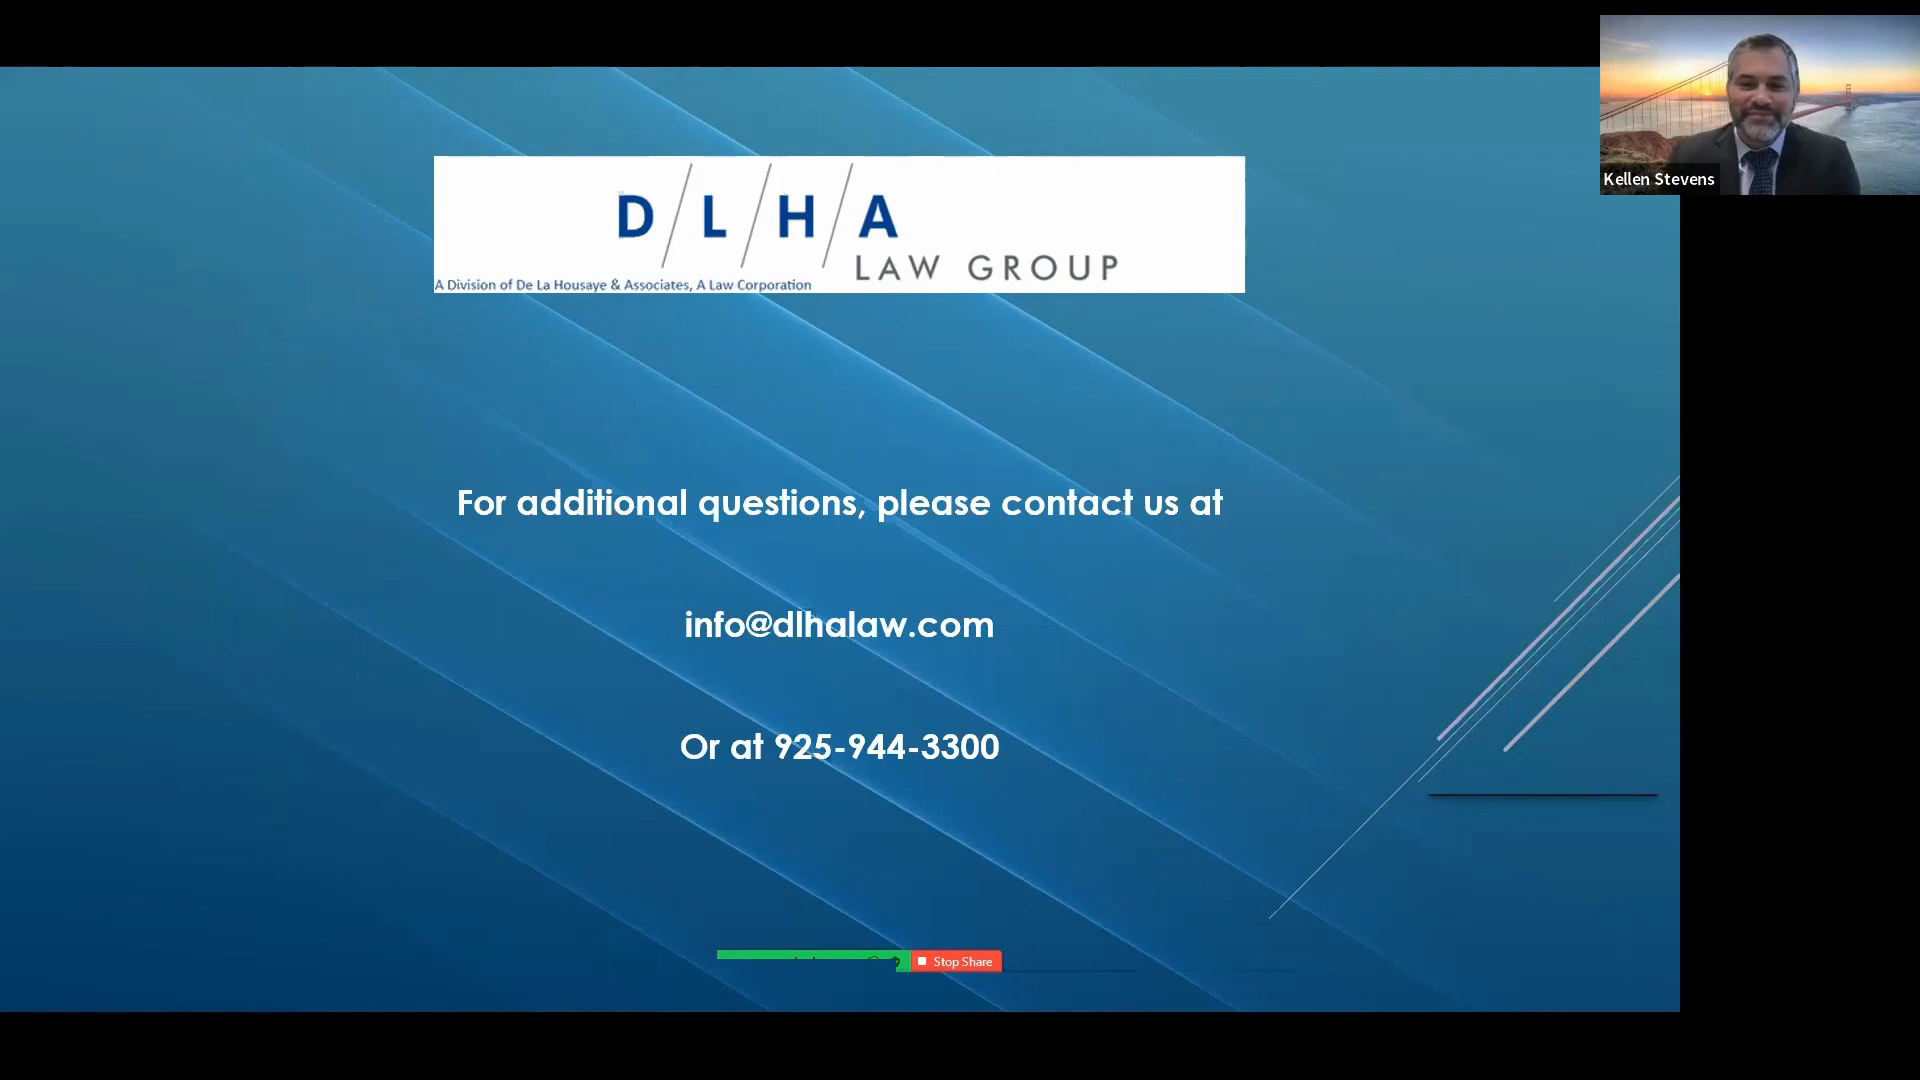 D L H A
LAW GROUP
A Division of De La Housaye & Associates, A Law Corporation
Kellen Stevens
For additional questions, please contact us at
info@dlhalaw.com
Or at 925-944-3300
Stop Share